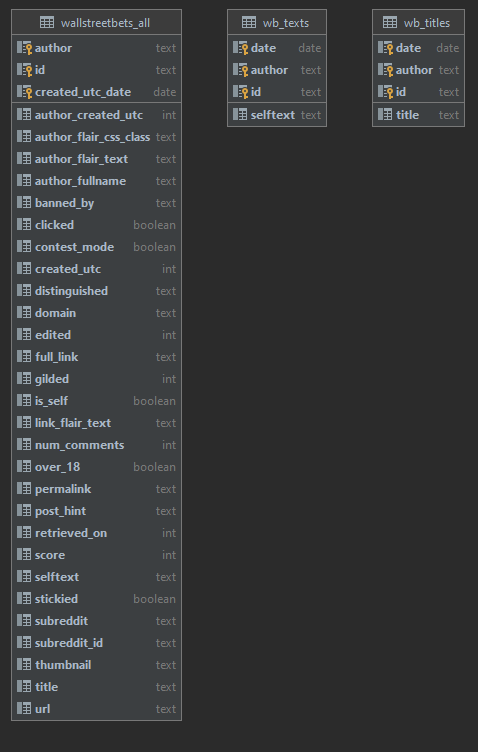 wallstreetbets_all
author text
id text
created_utc_date date
author_created_utc int
author_flair_css_class text
author_flair_text text
author_fullname text
banned_by text
clicked boolean
contest_mode boolean
created_utc int
distinguished text
domain text
edited int
full_link text
gilded int
is_self boolean
link_flair_text text
num_comments int
over_18 boolean
permalink text
post_hint text
retrieved_on int
score int
selftext text
stickied boolean
subreddit text
subreddit_id text
thumbnail text
title text
url text
wb_texts
date date
author text
id text
selftext text
wb_titles
date date
author text
id text
title text